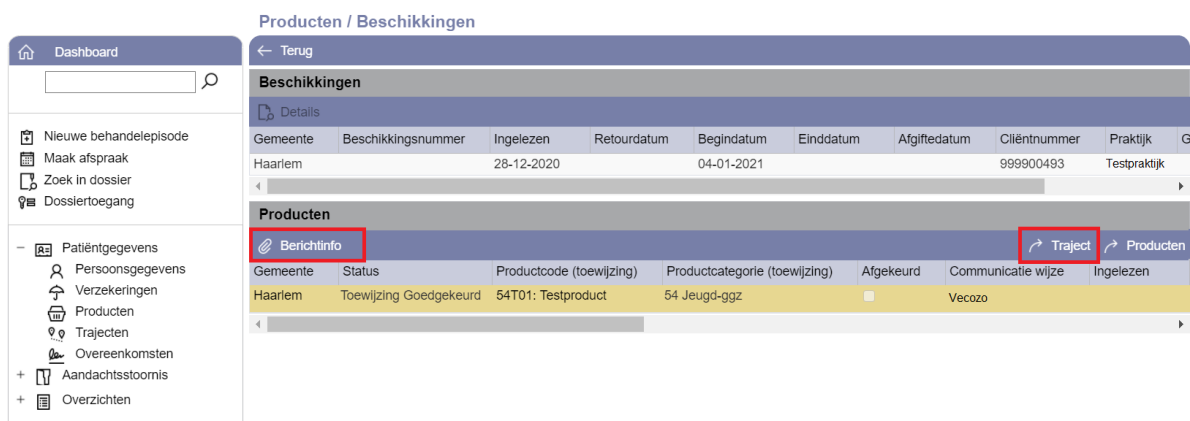 Producten / Beschikkingen
Dashboard
Terug
Beschikkingen
Details
Gemeente Beschikkingsnummer Ingelezen Retourdatum Begindatum Einddatum Afgiftedatum Cliëntnummer Praktijk G
Haarlem 28-12-2020 04-01-2021 999900493 Testpraktijk
Producten
Berichtinfo Traject Producten
Gemeente Status Productcode (toewijzing) Productcategorie (toewijzing) Afgekeurd Communicatie wijze Ingelezen
Haarlem Toewijzing Goedgekeurd 54T01: Testproduct 54 Jeugd-ggz Vecozo
Nieuwe behandelepisode
Maak afspraak
Zoek in dossier
Dossiertoegang
Patiëntgegevens
Persoonsgegevens
Verzekeringen
Producten
Trajecten
Overeenkomsten
Aandachtsstoornis
Overzichten